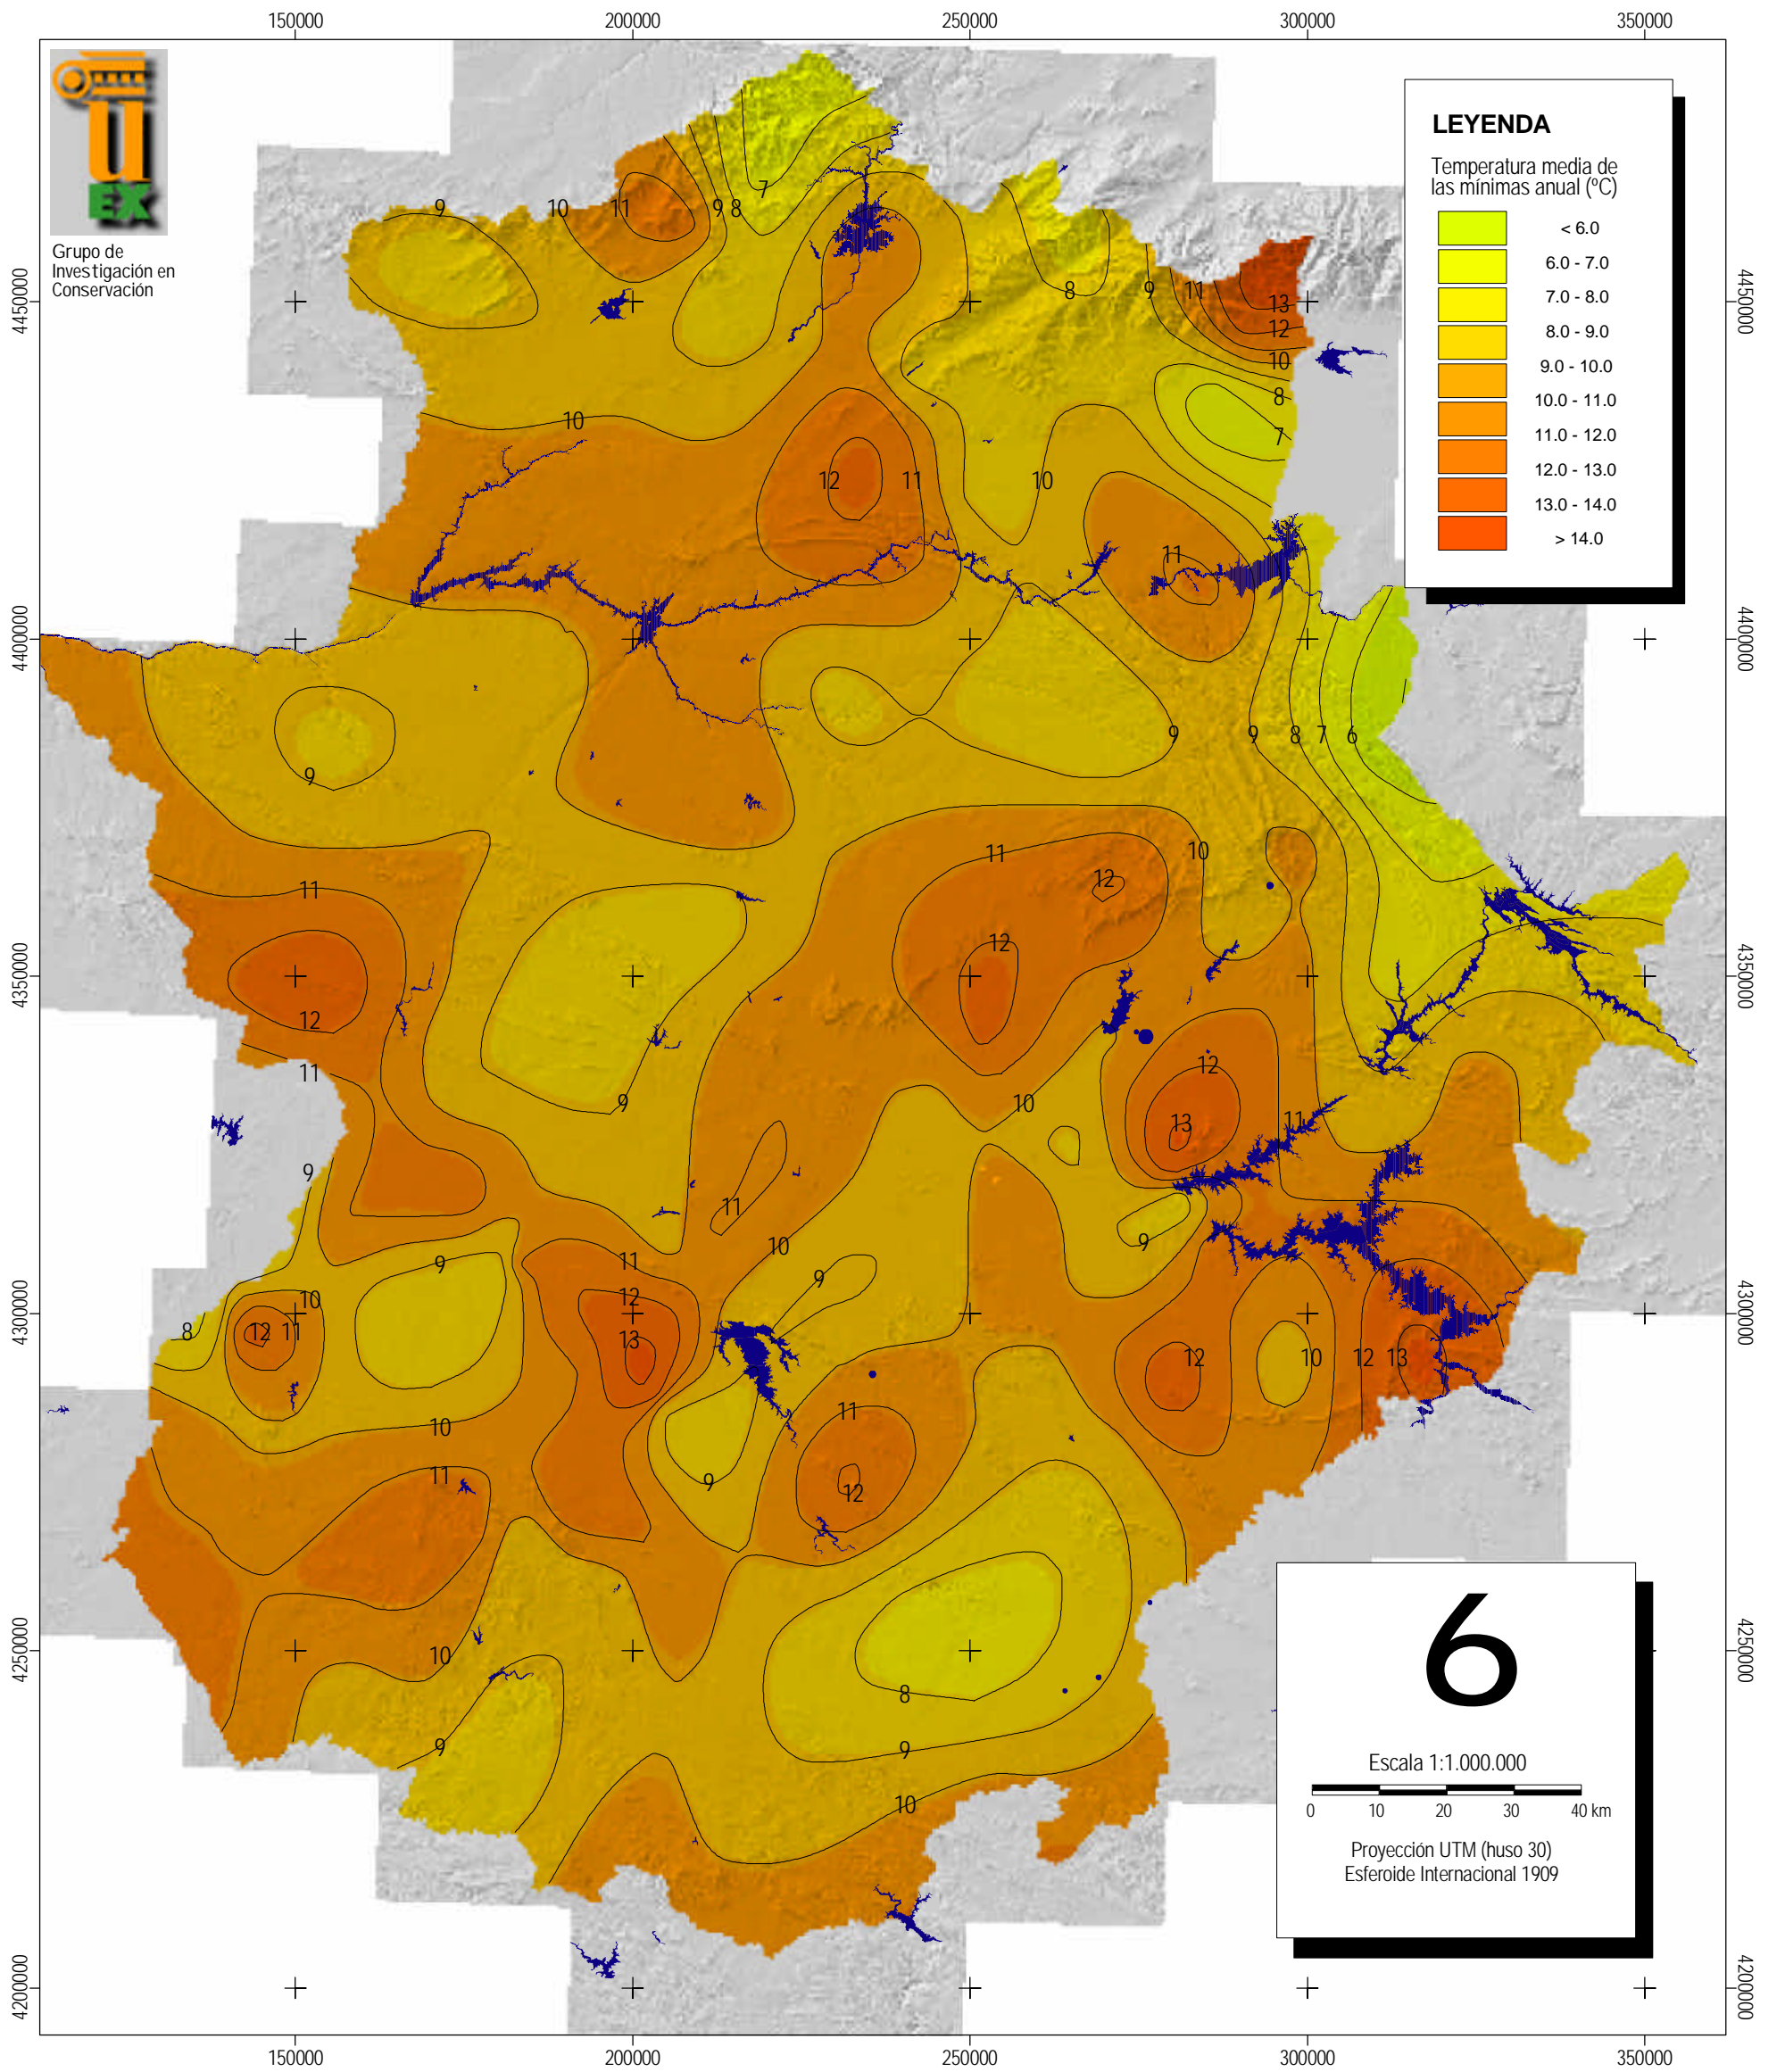 150000 200000 250000 300000 350000
UEX
Grupo de
Investigación en
Conservación
LEYENDA
Temperatura media de
las mínimas anual (ºC)
< 6.0
6.0 - 7.0
7.0 - 8.0
8.0 - 9.0
9.0 - 10.0
10.0 - 11.0
11.0 - 12.0
12.0 - 13.0
13.0 - 14.0
> 14.0
4450000 4450000
4400000 4400000
4350000 4350000
4300000 4300000
4250000 4250000
4200000 4200000
7
9 10 11 9 8
8 9 11 13
12
10
8
10
7
12 11 10
11
9 9 8 7 6
9
11 10
11 12
12
12
11 12
10
9 13 11
9
11
10 9
9 11
9
10 12
8 12 11 13 12 10 12 13
11
10
9
11 12
10
8
9 9
10
6
Escala 1:1.000.000
0 10 20 30 40 km
Proyección UTM (huso 30)
Esferoide Internacional 1909
150000 200000 250000 300000 350000